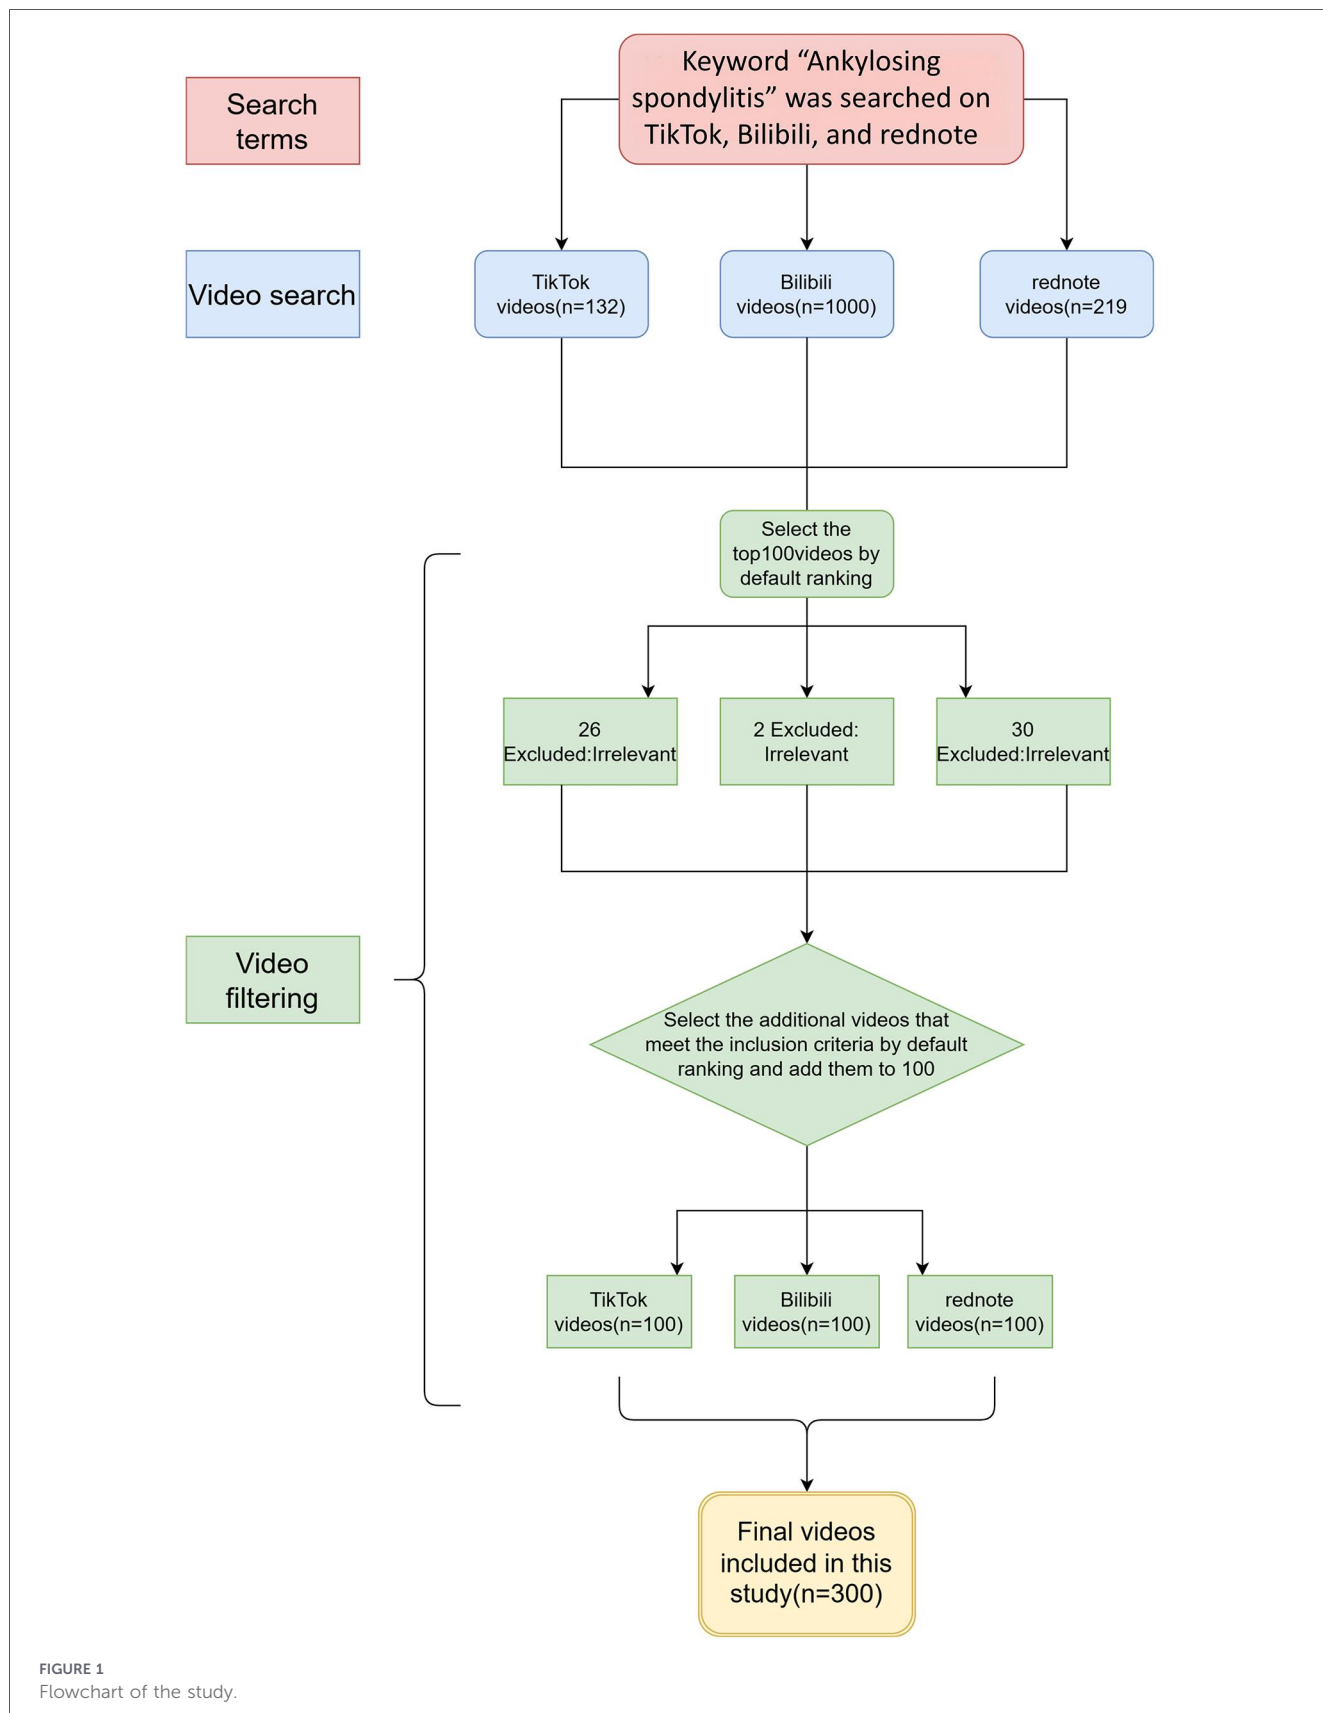 Search
terms
Keyword “Ankylosing
spondylitis” was searched on
TikTok, Bilibili, and rednote
Video search
TikTok
videos(n=132)
Bilibili
videos(n=1000)
rednote
videos(n=219
Select the
top100videos by
default ranking
26
Excluded:Irrelevant
2 Excluded:
Irrelevant
30
Excluded:Irrelevant
Video
filtering
Select the additional videos that
meet the inclusion criteria by default
ranking and add them to 100
TikTok
videos(n=100)
Bilibili
videos(n=100)
rednote
videos(n=100)
Final videos
included in this
study(n=300)
FIGURE 1
Flowchart of the study.